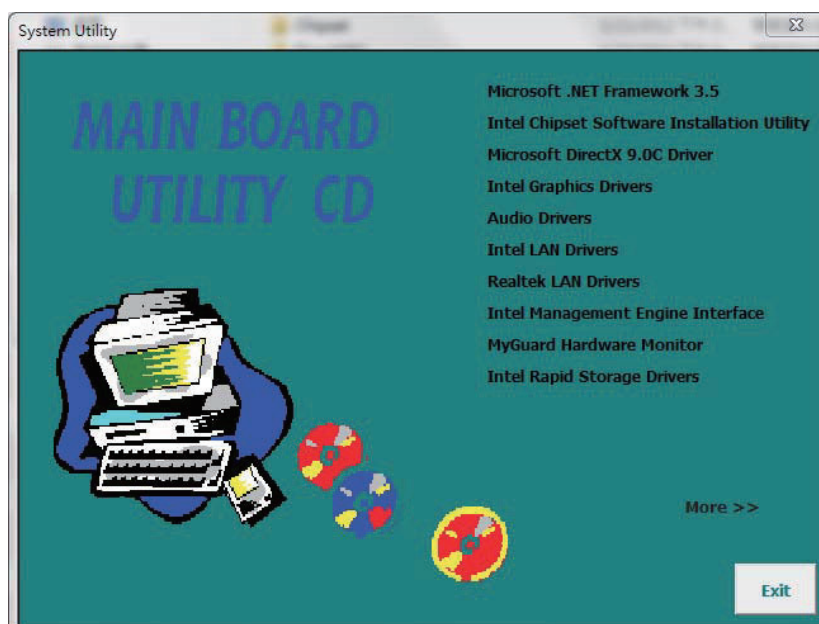 System Utility
MAIN BOARD
UTILITY CD
Microsoft .NET Framework 3.5
Intel Chipset Software Installation Utility
Microsoft DirectX 9.0C Driver
Intel Graphics Drivers
Audio Drivers
Intel LAN Drivers
Realtek LAN Drivers
Intel Management Engine Interface
MyGuard Hardware Monitor
Intel Rapid Storage Drivers
More >>
Exit